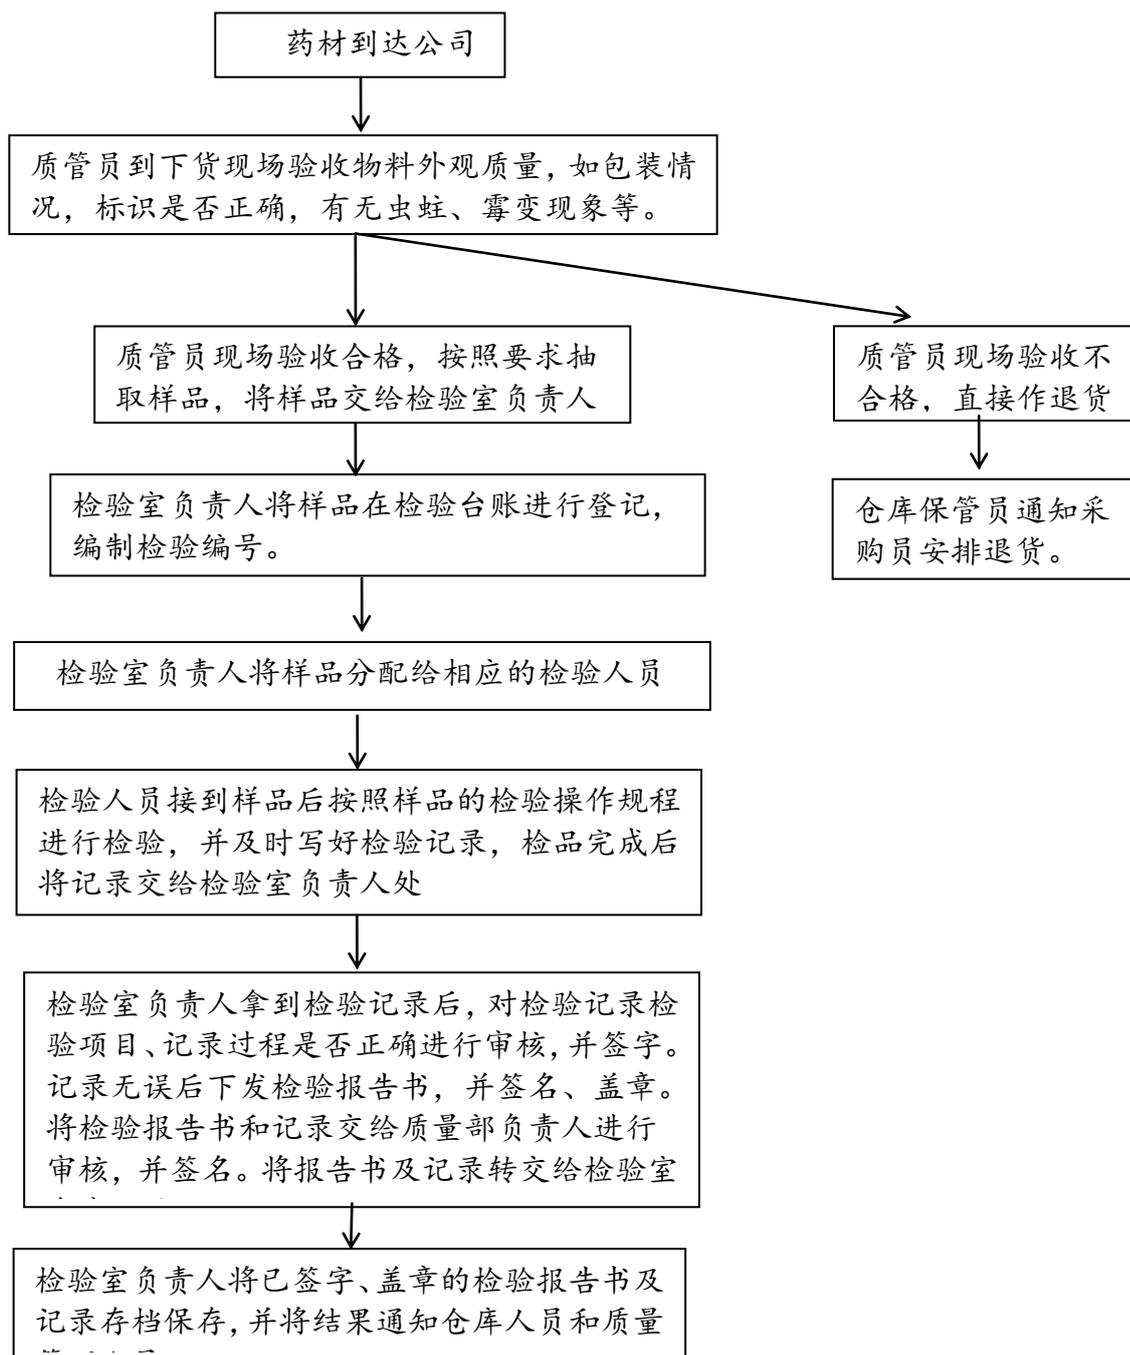 药材到达公司
质管员到下货现场验收物料外观质量，如包装情
况，标识是否正确，有无虫蛀、霉变现象等。
质管员现场验收合格，按照要求抽
取样品，将样品交给检验室负责人
质管员现场验收不
合格，直接作退货
检验室负责人将样品在检验台账进行登记，
编制检验编号。
仓库保管员通知采
购员安排退货。
检验室负责人将样品分配给相应的检验人员
检验人员接到样品后按照样品的检验操作规程
进行检验，并及时写好检验记录，检品完成后
将记录交给检验室负责人处
检验室负责人拿到检验记录后，对检验记录检
验项目、记录过程是否正确进行审核，并签字。
记录无误后下发检验报告书，并签名、盖章。
将检验报告书和记录交给质量部负责人进行
审核，并签名。将报告书及记录转交给检验室
检验室负责人将已签字、盖章的检验报告书及
记录存档保存，并将结果通知仓库人员和质量